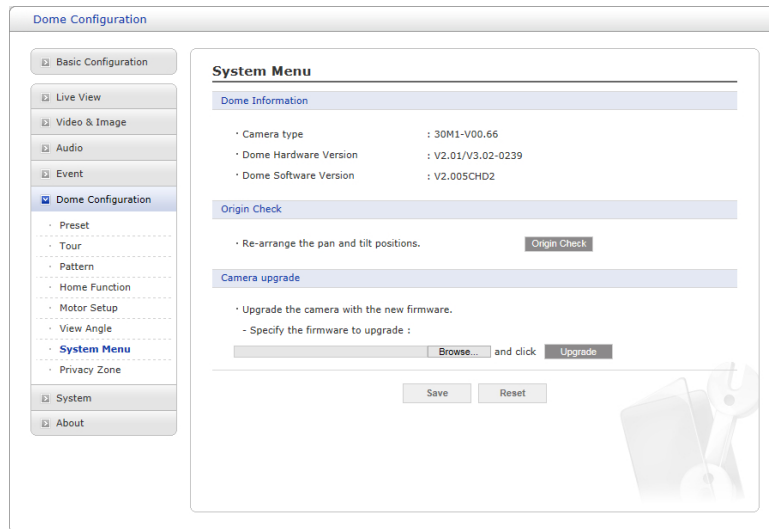 Dome Configuration
Basic Configuration
Live View
Video & Image
Audio
Event
Dome Configuration
· Preset
· Tour
· Pattern
· Home Function
· Motor Setup
· View Angle
· System Menu
· Privacy Zone
System
About
System Menu
Dome Information
· Camera type : 30M1-V00.66
· Dome Hardware Version : V2.01/V3.02-0239
· Dome Software Version : V2.005CHD2
Origin Check
· Re-arrange the pan and tilt positions. Origin Check
Camera upgrade
· Upgrade the camera with the new firmware.
- Specify the firmware to upgrade :
Browse... and click Upgrade
Save Reset